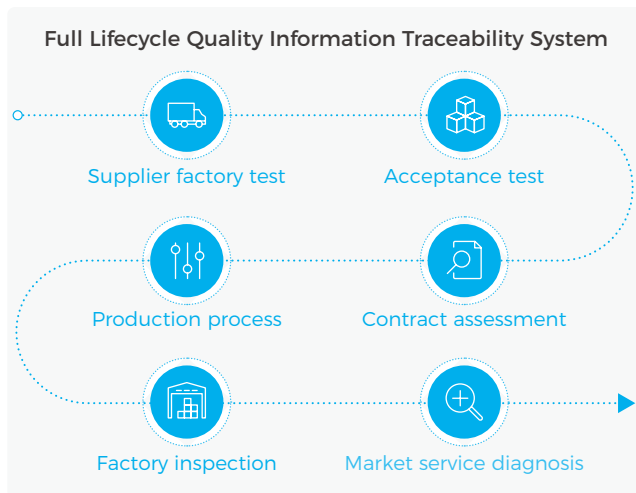 Full Lifecycle Quality Information Traceability System
Supplier factory test
Acceptance test
Production process
Contract assessment
Factory inspection
Market service diagnosis